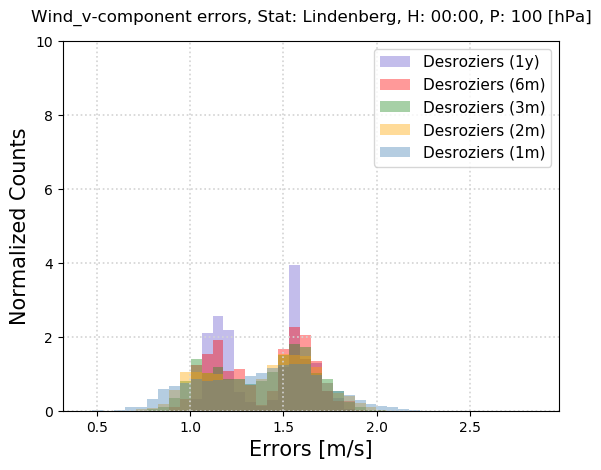 Wind_v-component errors, Stat: Lindenberg, H: 00:00, P: 100 [hPa]
10
8
6
4
2
0
Normalized Counts
Desroziers (1y)
Desroziers (6m)
Desroziers (3m)
Desroziers (2m)
Desroziers (1m)
0.5 1.0 1.5 2.0 2.5
Errors [m/s]